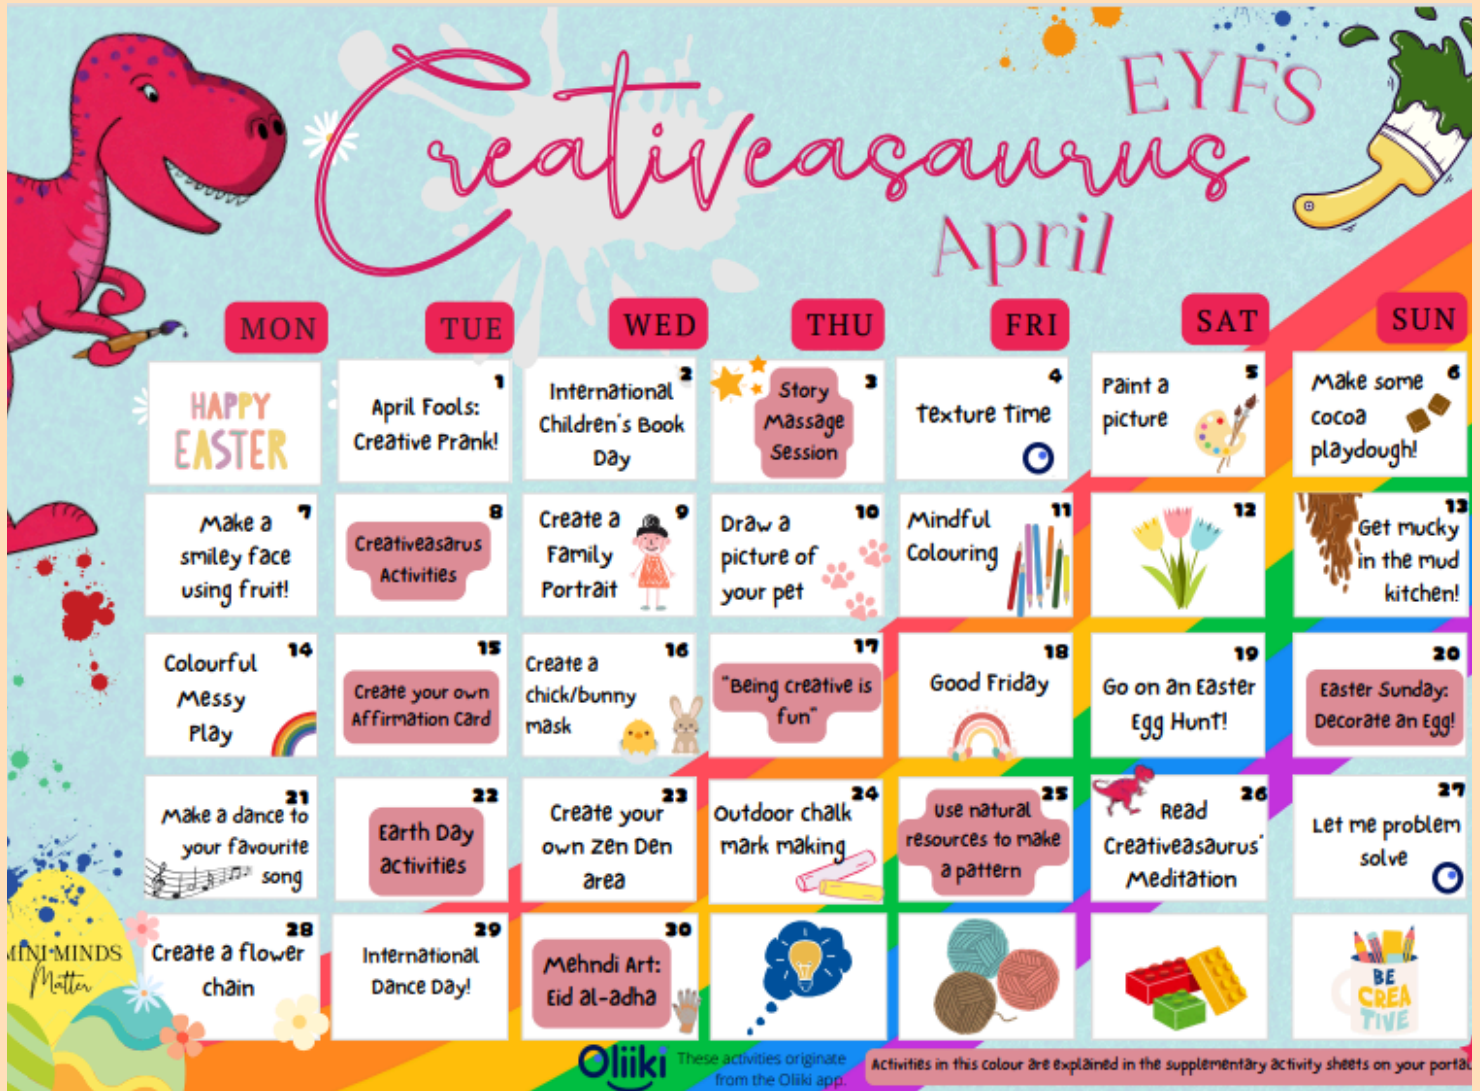 EYFS
Creativeasaurus
April
MON
TUE
WED
THU
FRI
SAT
SUN
HAPPY
EASTER
1
April Fools:
Creative Prank!
2
International
Children's Book
Day
3
Story
Massage
Session
4
Texture Time
5
Paint a
picture
6
Make some
cocoa
playdough!
7
Make a
smiley face
using fruit!
8
Creativeasarus
Activities
9
Create a
Family
Portrait
10
Draw a
picture of
your pet
11
Mindful
Colouring
12
13
Get mucky
in the mud
kitchen!
14
Colourful
Messy
Play
15
Create your own
Affirmation Card
16
Create a
chick/bunny
mask
17
"Being creative is
fun"
18
Good Friday
19
Go on an Easter
Egg Hunt!
20
Easter Sunday:
Decorate an Egg!
21
Make a dance to
your favourite
song
22
Earth Day
activities
23
Create your
own Zen Den
area
24
Outdoor chalk
mark making
25
Use natural
resources to make
a pattern
26
Read
Creativeasaurus'
Meditation
27
Let me problem
solve
28
Create a flower
chain
29
International
Dance Day!
30
Mehndi Art:
Eid al-adha
BE
CREA
TIVE
MINI MINDS
Matter
Oliiki
These activities originate
from the Oliiki app.
Activities in this colour are explained in the supplementary activity sheets on your